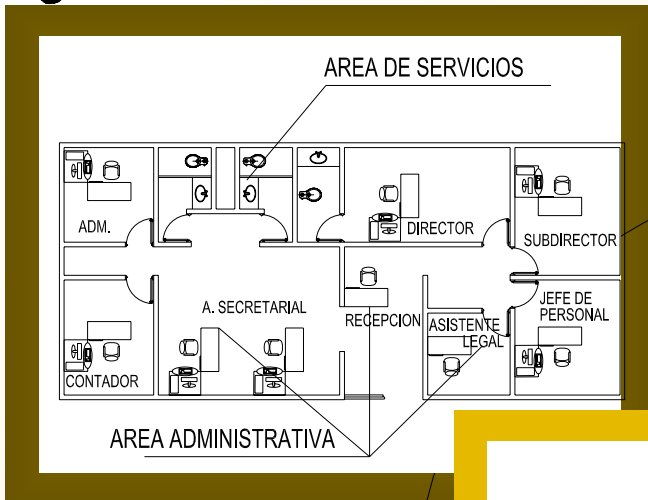 AREA DE SERVICIOS
ADM.
DIRECTOR
SUBDIRECTOR
A. SECRETARIAL
RECEPCION
ASISTENTE
LEGAL
JEFE DE
PERSONAL
CONTADOR
AREA ADMINISTRATIVA